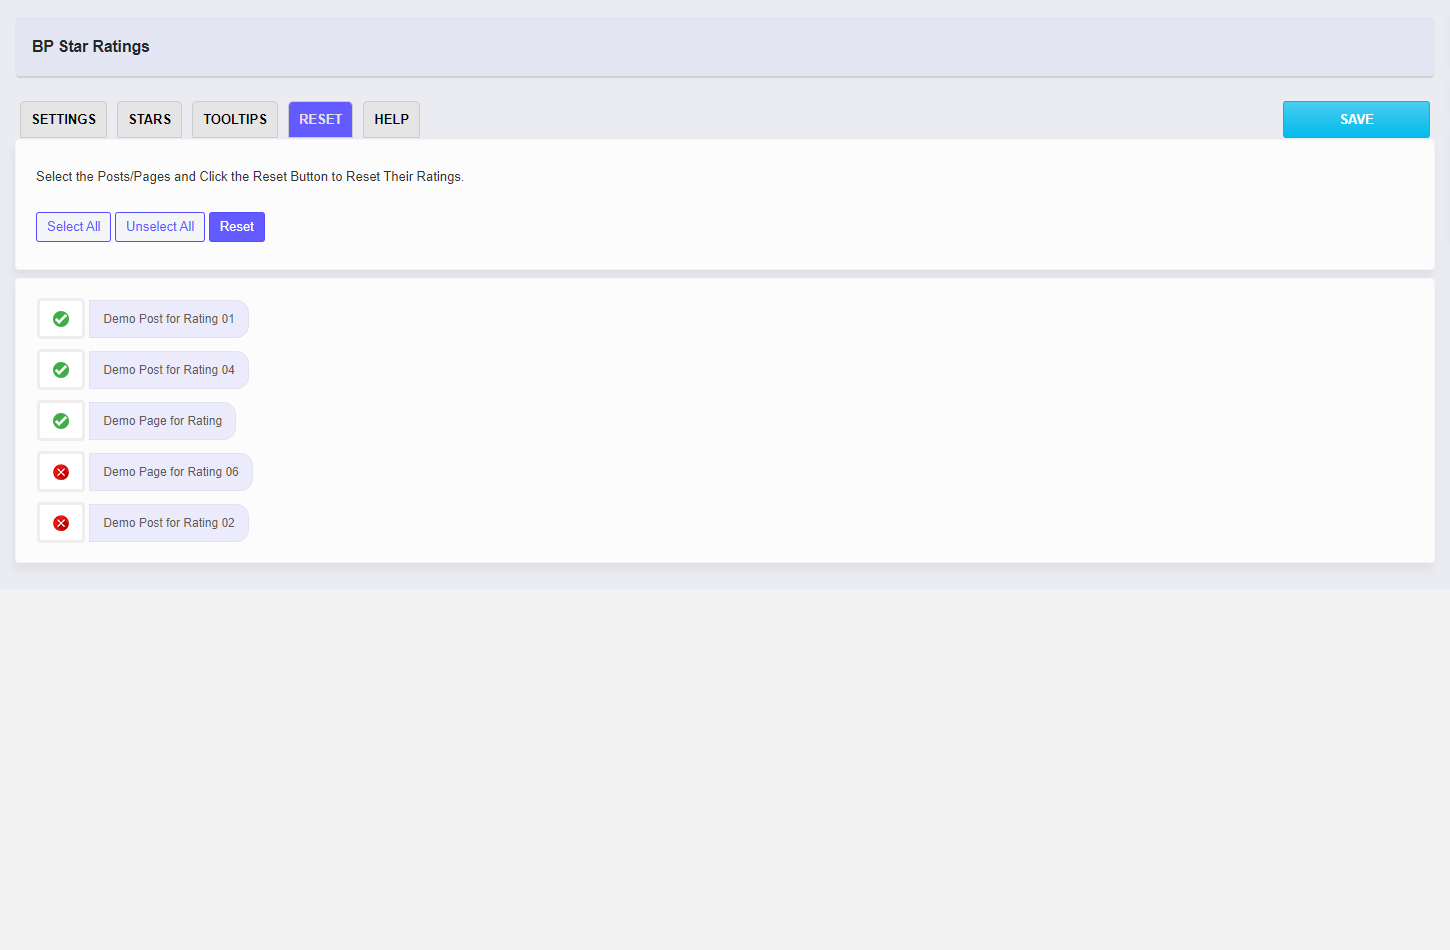 BP Star Ratings
SETTINGS STARS TOOLTIPS RESET HELP SAVE
Select the Posts/Pages and Click the Reset Button to Reset Their Ratings.
Select All Unselect All Reset
Demo Post for Rating 01
Demo Post for Rating 04
Demo Page for Rating
Demo Page for Rating 06
Demo Post for Rating 02